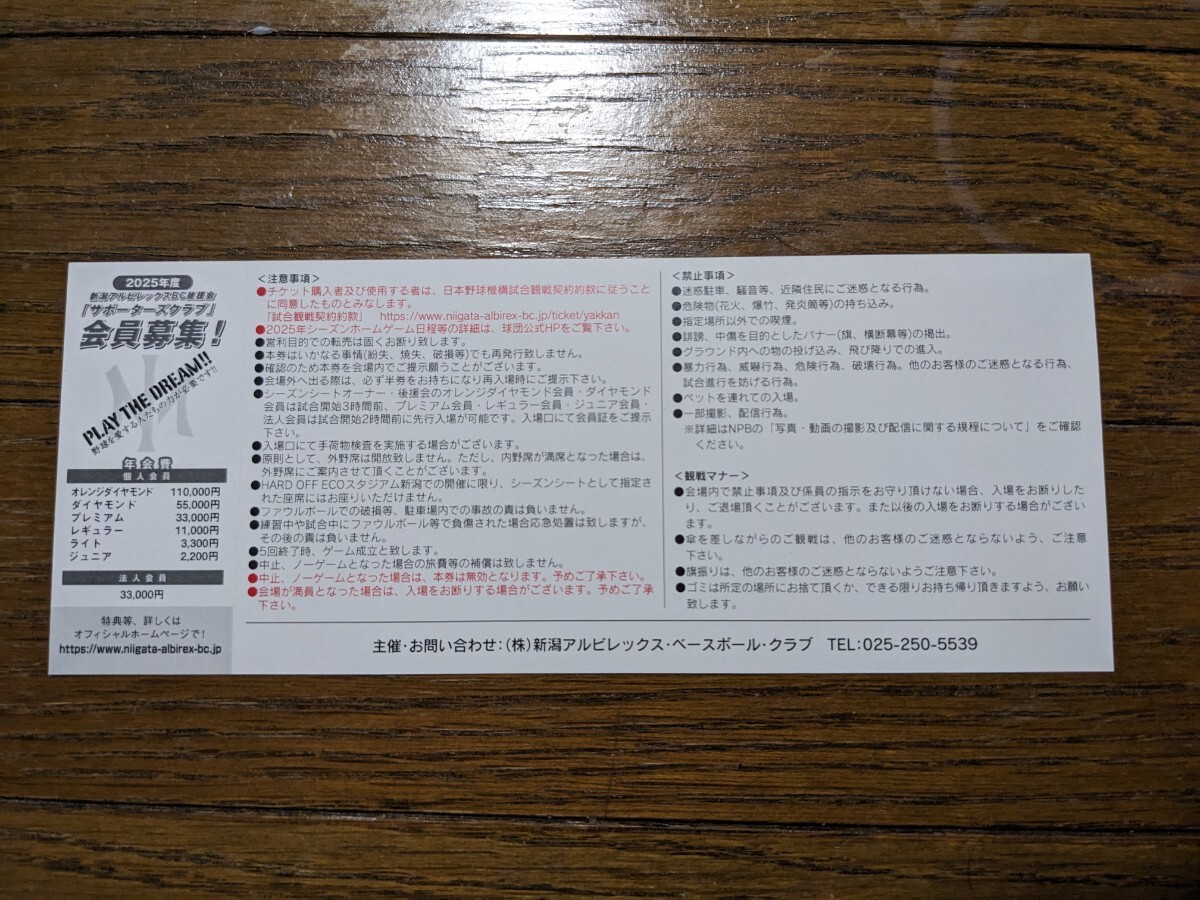 2025年度
新潟アルビレックスBC後援会
『サポーターズクラブ』
会員募集!
PLAY THE DREAM!!
野球を愛する人たちの力が必要です!!
年会費
個人会員
オレンジダイヤモンド 110,000円
ダイヤモンド 55,000円
プレミアム 33,000円
レギュラー 11,000円
ライト 3,300円
ジュニア 2,200円
法人会員
33,000円
特典等、詳しくは
オフィシャルホームページで!
https://www.niigata-albirex-bc.jp
<注意事項>
●チケット購入者及び使用する者は、日本野球機構試合観戦契約約款に従うこと
に同意したものとみなします。
「試合観戦契約約款」 https://www.niigata-albirex-bc.jp/ticket/yakkan
●2025年シーズンホームゲーム日程等の詳細は、球団公式HPをご覧下さい。
●営利目的での転売は固くお断り致します。
●本券はいかなる事情(紛失、焼失、破損等)でも再発行致しません。
●確認のため本券を会場内でご提示願うことがございます。
●会場外へ出る際は、必ず半券をお持ちになり再入場時にご提示下さい。
●シーズンシートオーナー・後援会のオレンジダイヤモンド会員・ダイヤモンド
会員は試合開始3時間前、プレミアム会員・レギュラー会員・ジュニア会員・
法人会員は試合開始2時間前に先行入場が可能です。入場口にて会員証をご提示
下さい。
●入場口にて手荷物検査を実施する場合がございます。
●原則として、外野席は開放致しません。ただし、内野席が満席となった場合は、
外野席にご案内させて頂くことがございます。
●HARD OFF ECOスタジアム新潟での開催に限り、シーズンシートとして指定さ
れた座席にはお座りいただけません。
●ファウルボールでの破損等、駐車場内での事故の責は負いません。
●練習中や試合中にファウルボール等で負傷された場合応急処置は致しますが、
その後の責は負いません。
●5回終了時、ゲーム成立と致します。
●中止、ノーゲームとなった場合の旅費等の補償は致しません。
●中止、ノーゲームとなった場合は、本券は無効となります。予めご了承下さい。
●会場が満員となった場合は、入場をお断りする場合がございます。予めご了承
下さい。
<禁止事項>
●迷惑駐車、騒音等、近隣住民にご迷惑となる行為。
●危険物(花火、爆竹、発炎筒等)の持ち込み。
●指定場所以外での喫煙。
●誹謗、中傷を目的としたバナー(旗、横断幕等)の掲出。
●グラウンド内への物の投げ込み、飛び降りでの進入。
●暴力行為、威嚇行為、危険行為、破壊行為。他のお客様のご迷惑となる行為、
試合進行を妨げる行為。
●ペットを連れての入場。
●一部撮影、配信行為。
※詳細はNPBの「写真・動画の撮影及び配信に関する規程について」をご確認
ください。
<観戦マナー>
●会場内で禁止事項及び係員の指示をお守り頂けない場合、入場をお断りした
り、ご退場頂くことがございます。また以後の入場をお断りする場合がござい
ます。
●傘を差しながらのご観戦は、他のお客様のご迷惑とならないよう、ご注意
下さい。
●旗振りは、他のお客様のご迷惑とならないようご注意下さい。
●ゴミは所定の場所にお捨て頂くか、できる限りお持ち帰り頂きますよう、お願い
致します。
主催・お問い合わせ:(株)新潟アルビレックス・ベースボール・クラブ TEL:025-250-5539